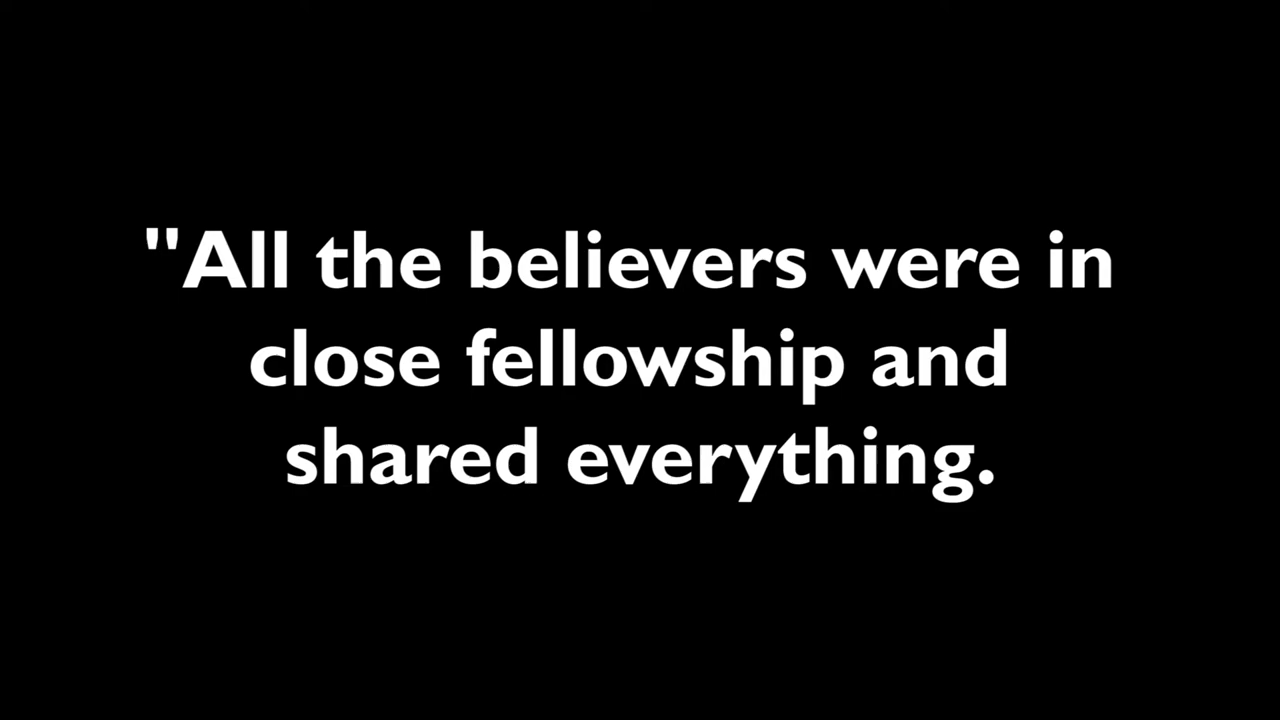 "All the believers were in
close fellowship and
shared everything.